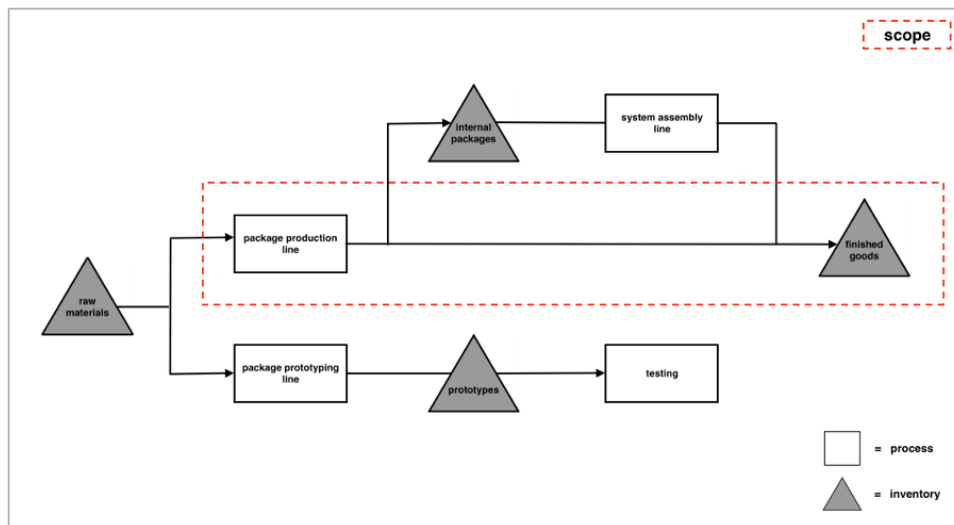 scope
internal
packages
system assembly
line
package production
line
finished
goods
raw
materials
package prototyping
line
prototypes
testing
= process
= inventory